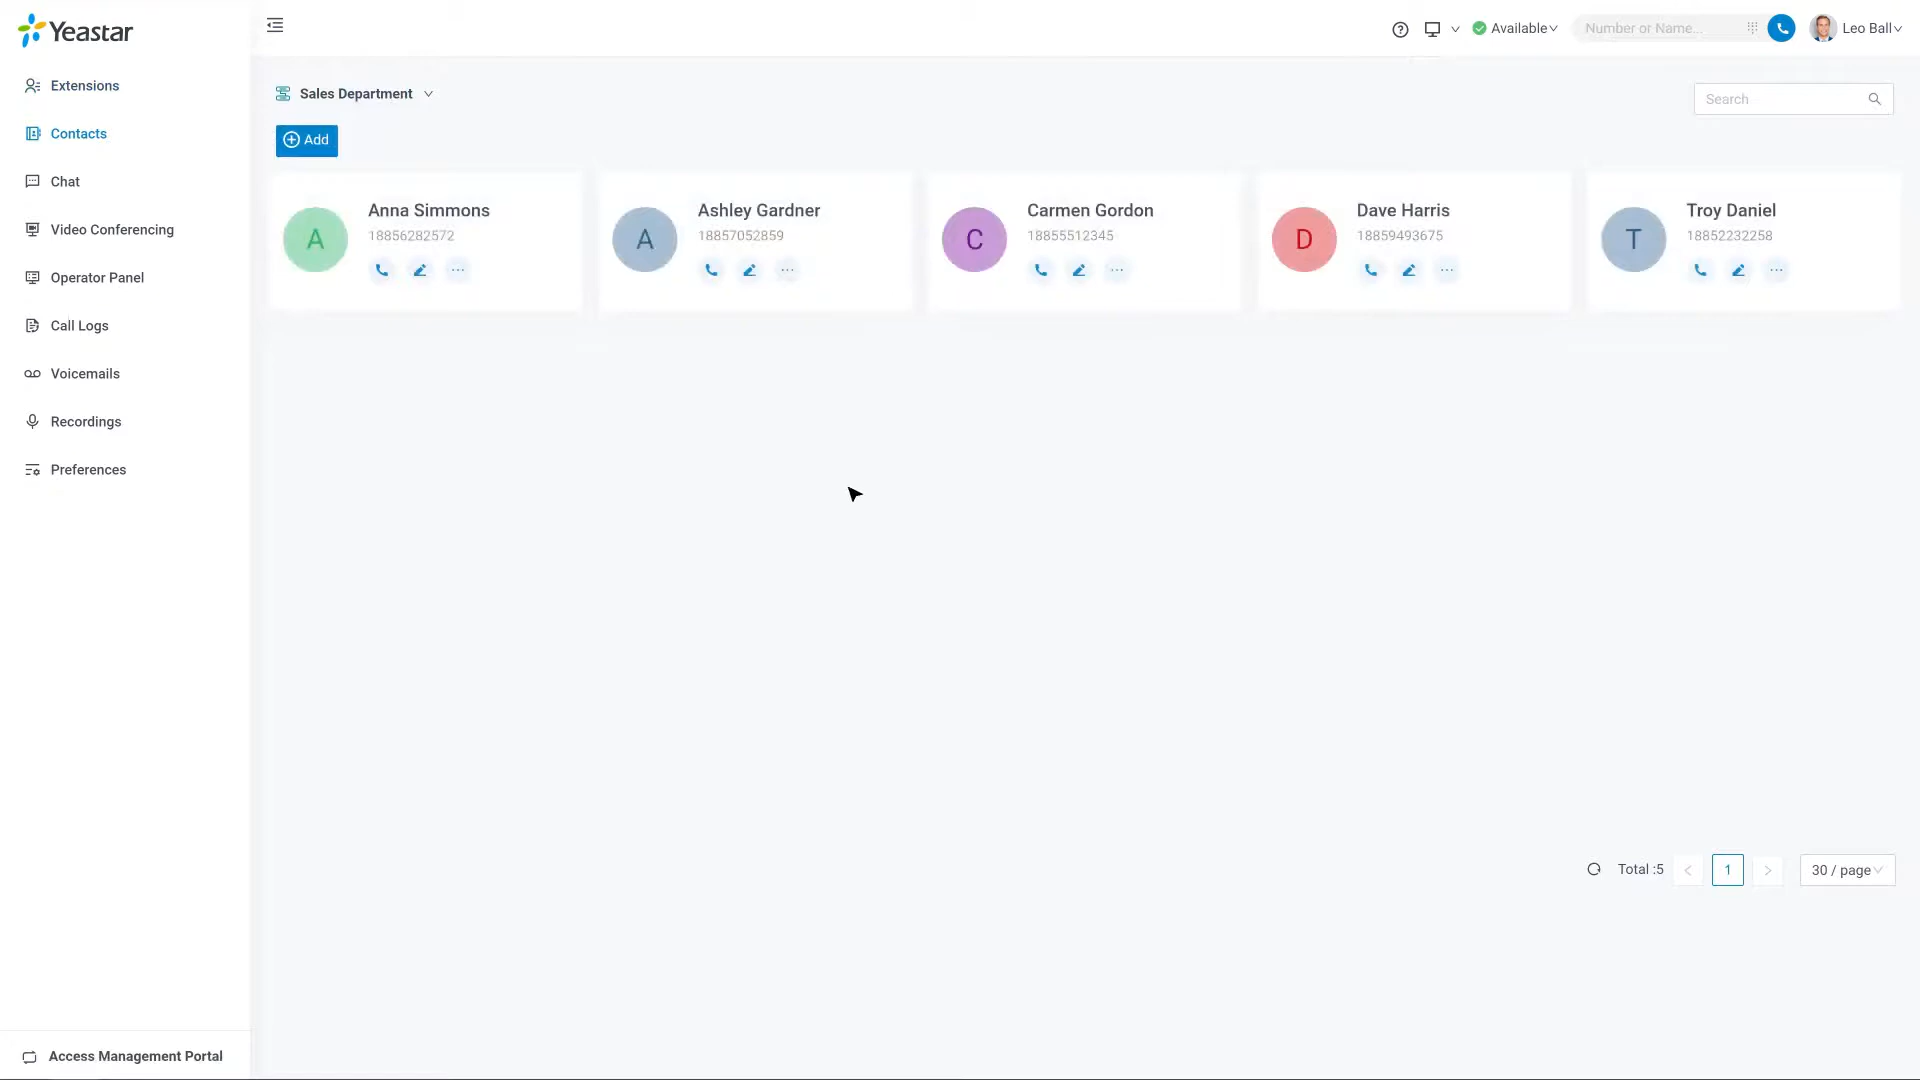 Yeastar
Available
Number or Name...
Leo Ball
Extensions
Contacts
Chat
Video Conferencing
Operator Panel
Call Logs
Voicemails
Recordings
Preferences
Access Management Portal
Sales Department
Search
Add
A
Anna Simmons
18856282572
A
Ashley Gardner
18857052859
C
Carmen Gordon
18855512345
D
Dave Harris
18859493675
T
Troy Daniel
18852232258
Total :5
1
30 / page